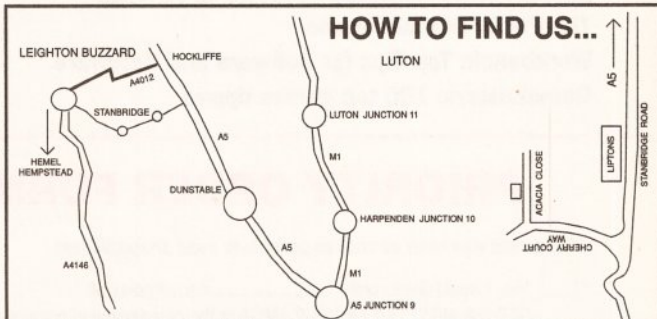 HOW TO FIND US...
LEIGHTON BUZZARD
HOCKLIFFE
LUTON
A4012
STANBRIDGE
A5
LUTON JUNCTION 11
M1
HEMEL
HEMPSTEAD
DUNSTABLE
HARPENDEN JUNCTION 10
A5
M1
A4146
A5 JUNCTION 9
A5
STANBRIDGE ROAD
LIPTONS
ACACIA CLOSE
CHERRY COURT
WAY